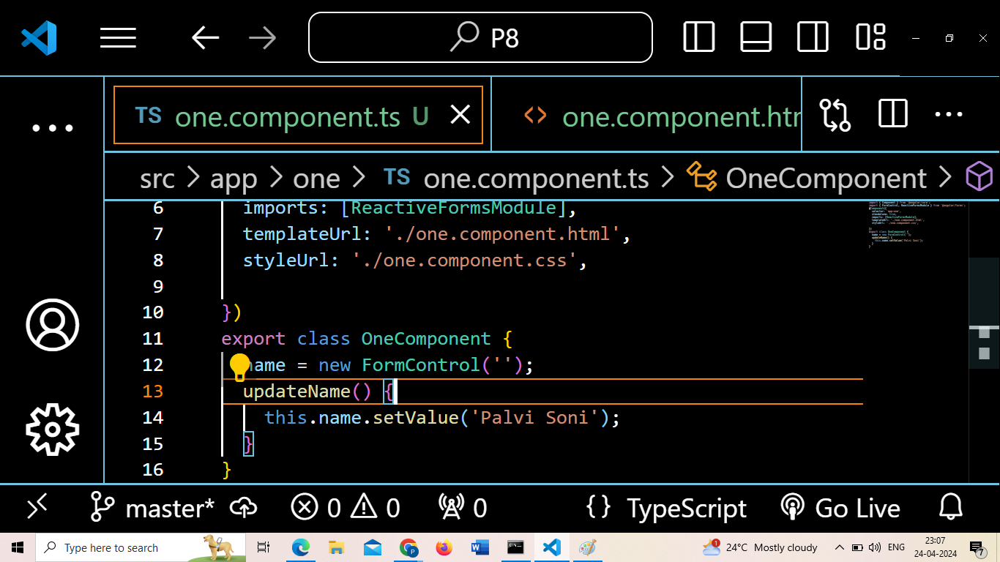 P8
TS one.component.ts U
<> one.component.htm
src > app > one > TS one.component.ts > OneComponent >
6 imports: [ReactiveFormsModule],
7 templateUrl: './one.component.html',
8 styleUrl: './one.component.css',
9
10 })
11 export class OneComponent {
12 name = new FormControl('');
13 updateName() {
14 this.name.setValue('Palvi Soni');
15 }
16 }
master* 0 0 0 {} TypeScript Go Live
Type here to search 24°C Mostly cloudy ENG 23:07
24-04-2024 7